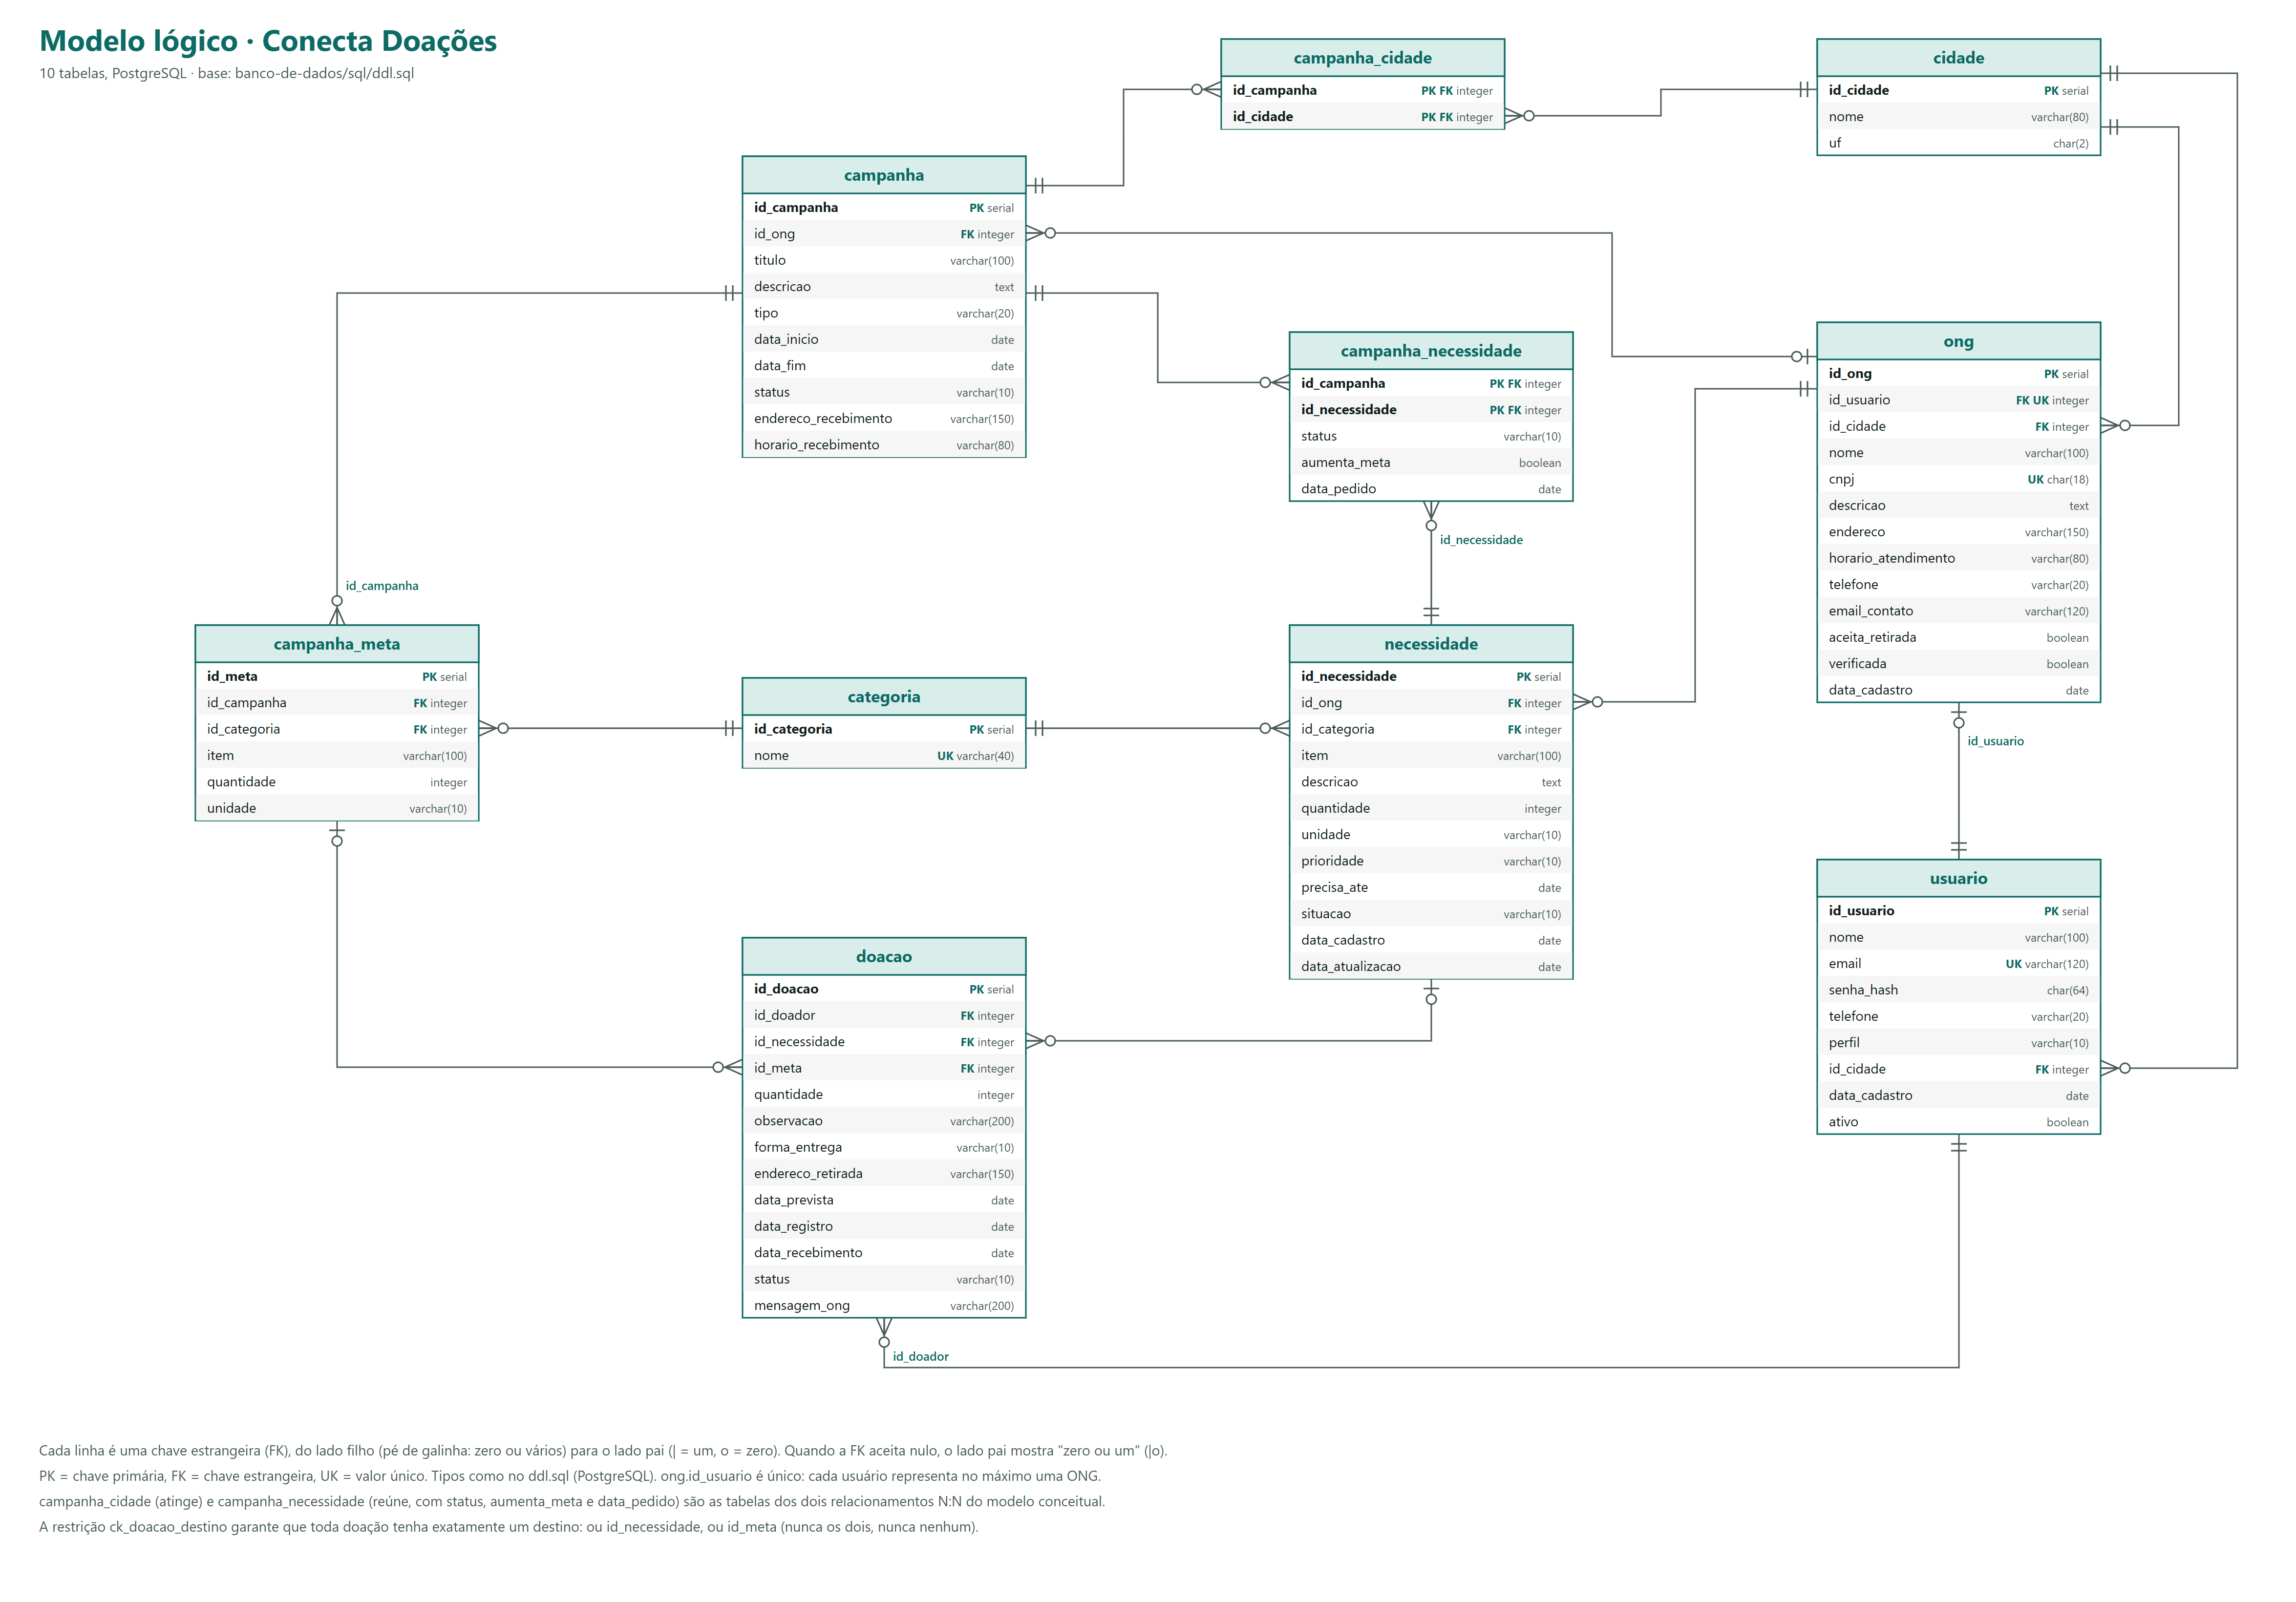 Modelo lógico · Conecta Doações
10 tabelas, PostgreSQL · base: banco-de-dados/sql/ddl.sql
campanha_cidade
id_campanha PK FK integer
id_cidade PK FK integer
cidade
id_cidade PK serial
nome varchar(80)
uf char(2)
campanha
id_campanha PK serial
id_ong FK integer
titulo varchar(100)
descricao text
tipo varchar(20)
data_inicio date
data_fim date
status varchar(10)
endereco_recebimento varchar(150)
horario_recebimento varchar(80)
campanha_necessidade
id_campanha PK FK integer
id_necessidade PK FK integer
status varchar(10)
aumenta_meta boolean
data_pedido date
id_necessidade
ong
id_ong PK serial
id_usuario FK UK integer
id_cidade FK integer
nome varchar(100)
cnpj UK char(18)
descricao text
endereco varchar(150)
horario_atendimento varchar(80)
telefone varchar(20)
email_contato varchar(120)
aceita_retirada boolean
verificada boolean
data_cadastro date
id_usuario
id_campanha
campanha_meta
id_meta PK serial
id_campanha FK integer
id_categoria FK integer
item varchar(100)
quantidade integer
unidade varchar(10)
categoria
id_categoria PK serial
nome UK varchar(40)
necessidade
id_necessidade PK serial
id_ong FK integer
id_categoria FK integer
item varchar(100)
descricao text
quantidade integer
unidade varchar(10)
prioridade varchar(10)
precisa_ate date
situacao varchar(10)
data_cadastro date
data_atualizacao date
usuario
id_usuario PK serial
nome varchar(100)
email UK varchar(120)
senha_hash char(64)
telefone varchar(20)
perfil varchar(10)
id_cidade FK integer
data_cadastro date
ativo boolean
doacao
id_doacao PK serial
id_doador FK integer
id_necessidade FK integer
id_meta FK integer
quantidade integer
observacao varchar(200)
forma_entrega varchar(10)
endereco_retirada varchar(150)
data_prevista date
data_registro date
data_recebimento date
status varchar(10)
mensagem_ong varchar(200)
id_doador
Cada linha é uma chave estrangeira (FK), do lado filho (pé de galinha: zero ou vários) para o lado pai (| = um, o = zero). Quando a FK aceita nulo, o lado pai mostra "zero ou um" (|o).
PK = chave primária, FK = chave estrangeira, UK = valor único. Tipos como no ddl.sql (PostgreSQL). ong.id_usuario é único: cada usuário representa no máximo uma ONG.
campanha_cidade (atinge) e campanha_necessidade (reúne, com status, aumenta_meta e data_pedido) são as tabelas dos dois relacionamentos N:N do modelo conceitual.
A restrição ck_doacao_destino garante que toda doação tenha exatamente um destino: ou id_necessidade, ou id_meta (nunca os dois, nunca nenhum).